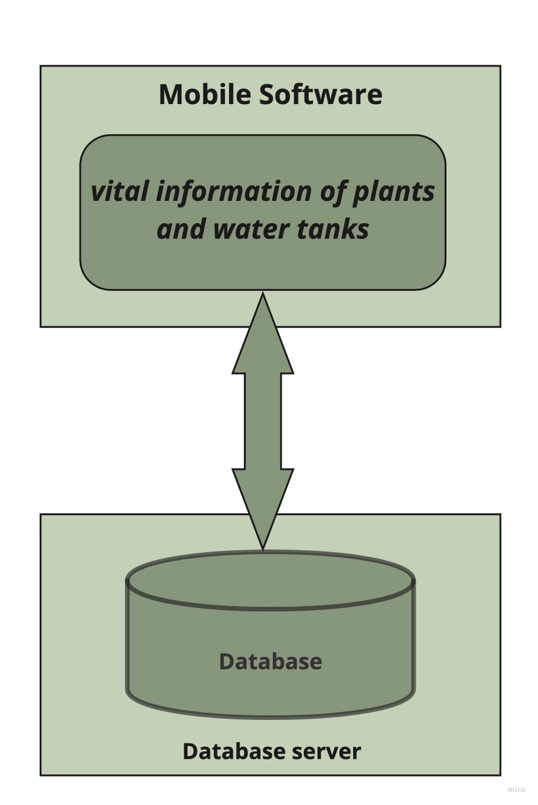 Mobile Software
vital information of plants
and water tanks
Database
Database server
miro